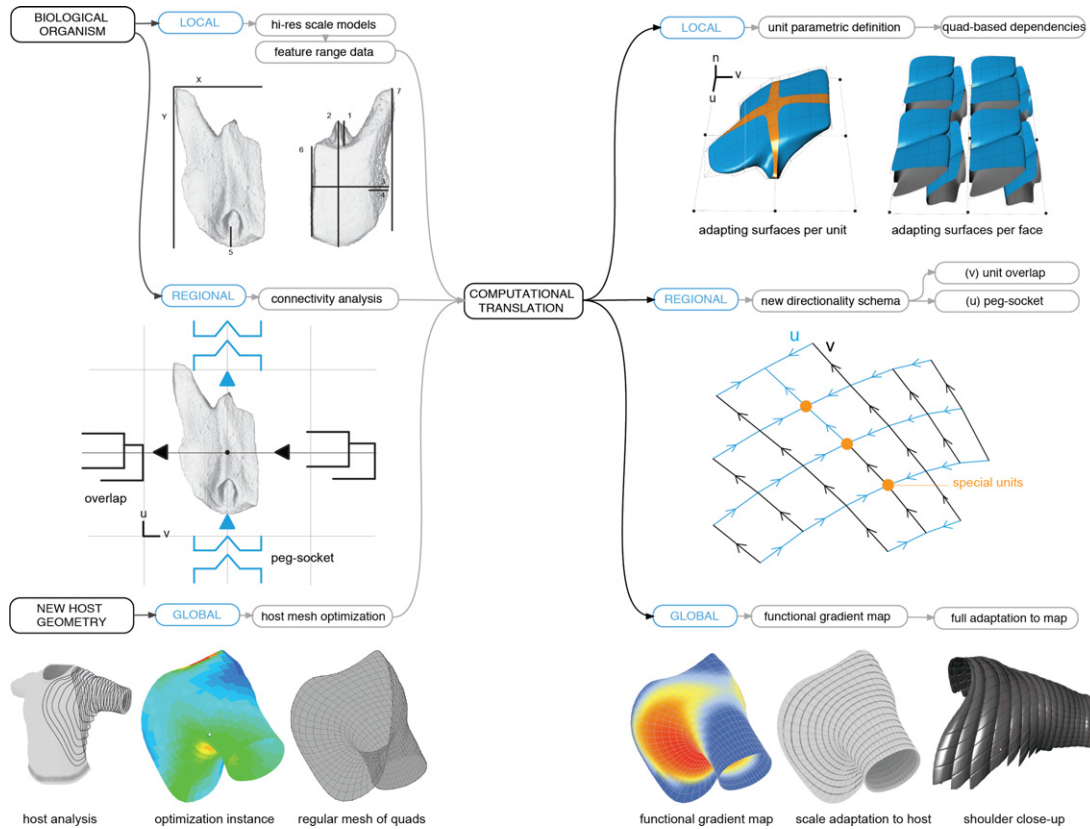 BIOLOGICAL
ORGANISM
LOCAL
hi-res scale models
feature range data
X
Y
7
2
1
6
3
4
5
REGIONAL
connectivity analysis
overlap
u
v
peg-socket
NEW HOST
GEOMETRY
GLOBAL
host mesh optimization
host analysis
optimization instance
regular mesh of quads
COMPUTATIONAL
TRANSLATION
LOCAL
unit parametric definition
quad-based dependencies
n
v
u
adapting surfaces per unit
adapting surfaces per face
REGIONAL
new directionality schema
(v) unit overlap
(u) peg-socket
u
v
special units
GLOBAL
functional gradient map
full adaptation to map
functional gradient map
scale adaptation to host
shoulder close-up